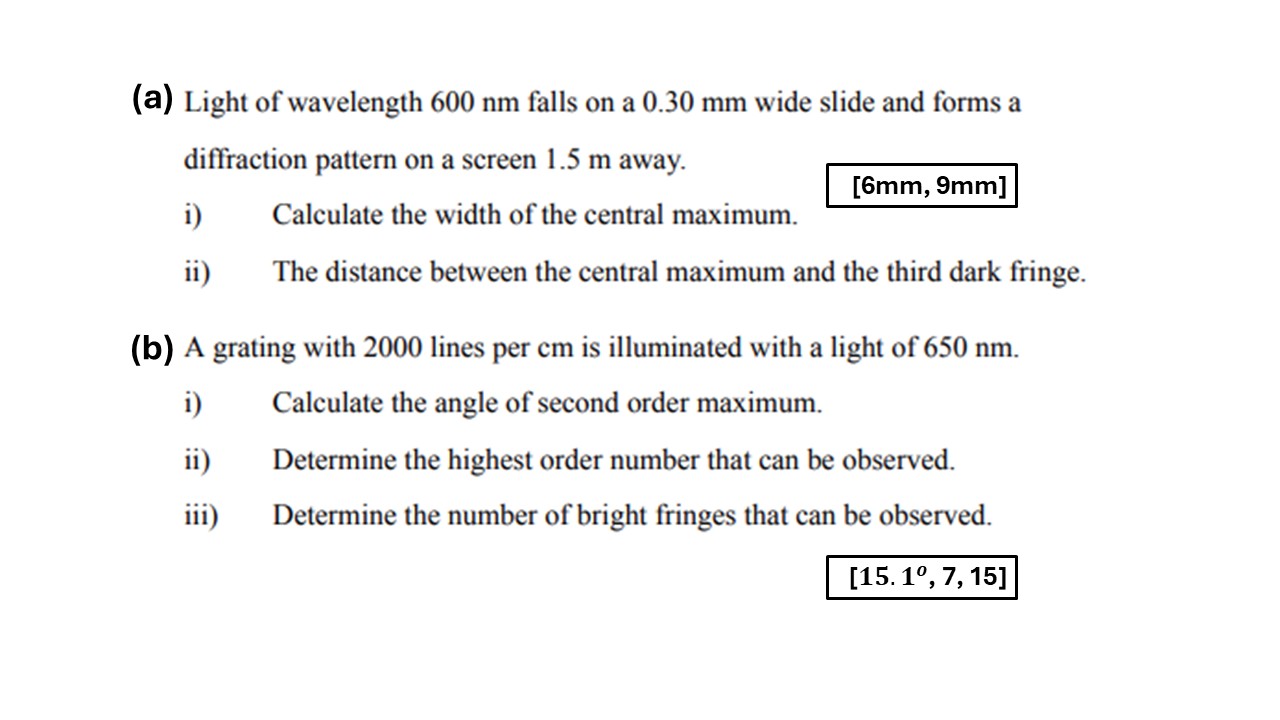 (a) Light of wavelength 600 nm falls on a 0.30 mm wide slide and forms a
diffraction pattern on a screen 1.5 m away.
[6mm, 9mm]
i) Calculate the width of the central maximum.
ii) The distance between the central maximum and the third dark fringe.
(b) A grating with 2000 lines per cm is illuminated with a light of 650 nm.
i) Calculate the angle of second order maximum.
ii) Determine the highest order number that can be observed.
iii) Determine the number of bright fringes that can be observed.
[15.1ᵒ, 7, 15]